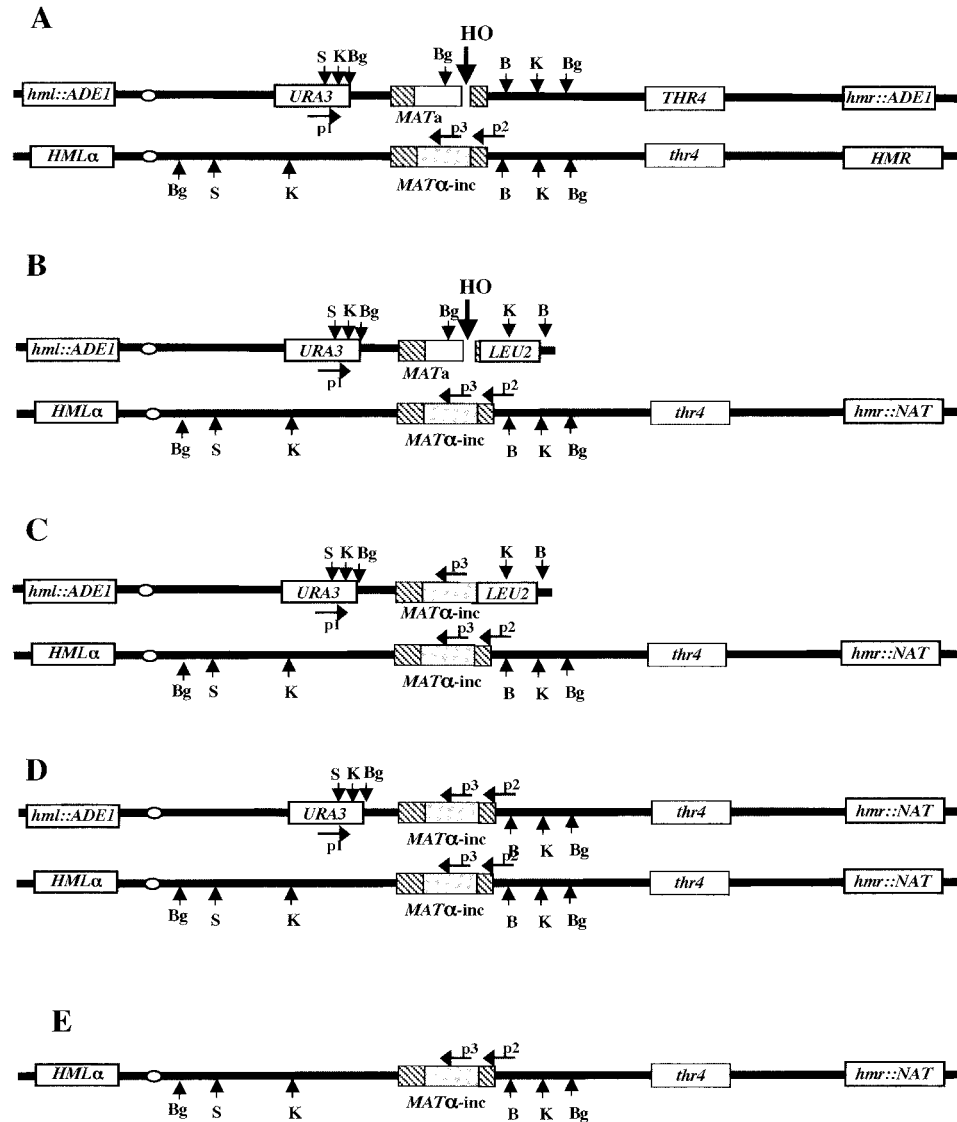 A
HO
S K Bg Bg B K Bg
hml::ADE1 URA3 THR4 hmr::ADE1
p1 MATa
p3 p2
HMLα thr4 HMR
Bg S K MATα-inc B K Bg
B
HO
S K Bg Bg K B
hml::ADE1 URA3 LEU2
p1 MATa
p3 p2
HMLα thr4 hmr::NAT
Bg S K MATα-inc B K Bg
C
S K Bg K B
p3
hml::ADE1 URA3 LEU2
p1 MATα-inc
p3 p2
HMLα thr4 hmr::NAT
Bg S K MATα-inc B K Bg
D
S K Bg
p3 p2
hml::ADE1 URA3 thr4 hmr::NAT
p1 MATα-inc B K Bg
p3 p2
HMLα thr4 hmr::NAT
Bg S K MATα-inc B K Bg
E
p3 p2
HMLα thr4 hmr::NAT
Bg S K MATα-inc B K Bg